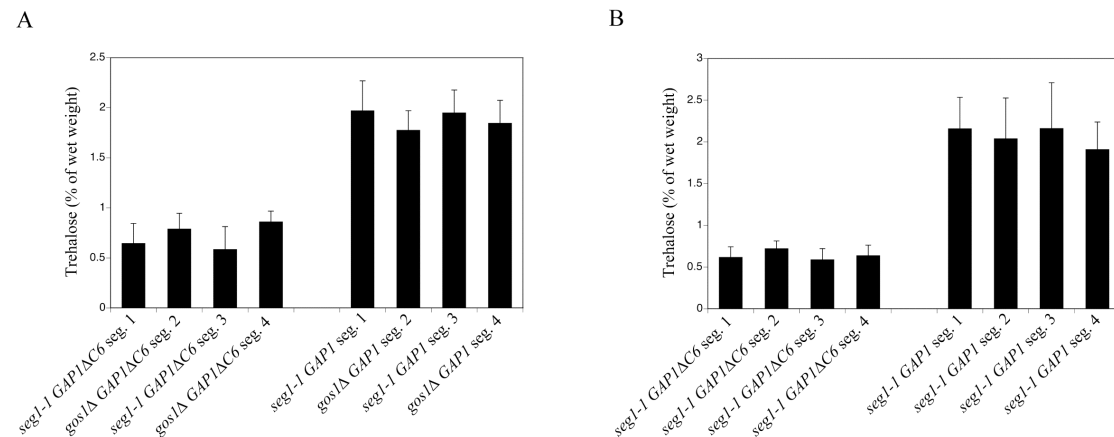 A
Trehalose (% of wet weight)
2.5
2
1.5
1
0.5
0
seg1-1 GAP1ΔC6 seg. 1
gos1Δ GAP1ΔC6 seg. 2
seg1-1 GAP1ΔC6 seg. 3
gos1Δ GAP1ΔC6 seg. 4
seg1-1 GAP1 seg. 1
gos1Δ GAP1 seg. 2
seg1-1 GAP1 seg. 3
gos1Δ GAP1 seg. 4
B
Trehalose (% of wet weight)
3
2.5
2
1.5
1
0.5
0
seg1-1 GAP1ΔC6 seg. 1
seg1-1 GAP1ΔC6 seg. 2
seg1-1 GAP1ΔC6 seg. 3
seg1-1 GAP1ΔC6 seg. 4
seg1-1 GAP1 seg. 1
seg1-1 GAP1 seg. 2
seg1-1 GAP1 seg. 3
seg1-1 GAP1 seg. 4